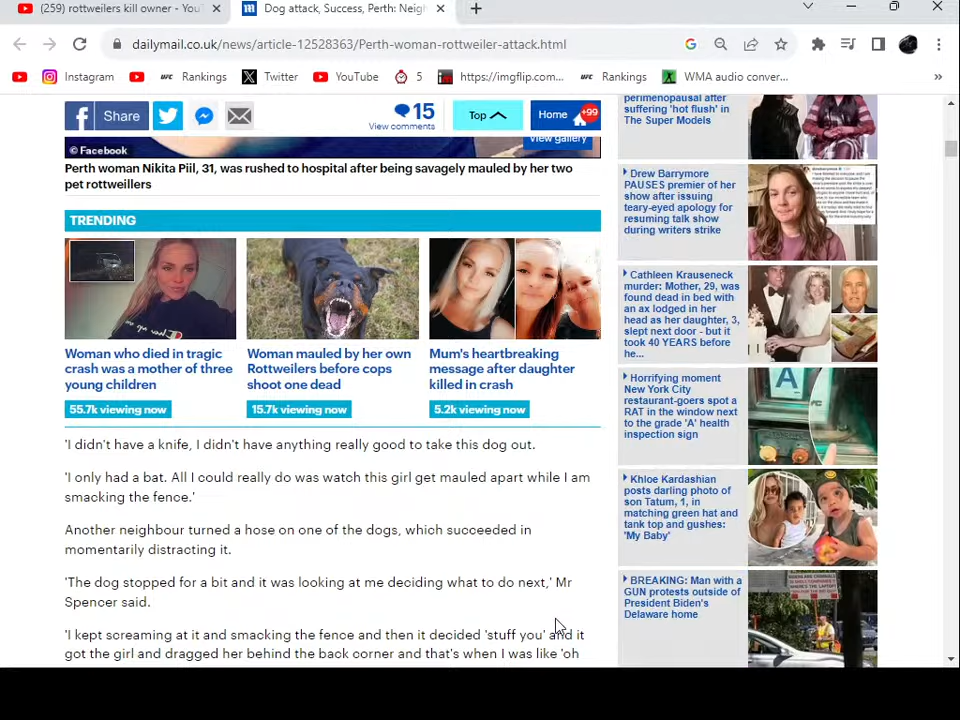 (259) rottweilers kill owner - You
Dog attack, Success, Perth: Neigh
dailymail.co.uk/news/article-12528363/Perth-woman-rottweiler-attack.html
Instagram
Rankings
Twitter
YouTube
5
https://imgflip.com...
Rankings
WMA audio conver...
Share
15
View comments
Top
Home
+99
© Facebook
View gallery
Perth woman Nikita Piil, 31, was rushed to hospital after being savagely mauled by her two
pet rottweillers
TRENDING
Woman who died in tragic
crash was a mother of three
young children
55.7k viewing now
Woman mauled by her own
Rottweilers before cops
shoot one dead
15.7k viewing now
Mum's heartbreaking
message after daughter
killed in crash
5.2k viewing now
'I didn't have a knife, I didn't have anything really good to take this dog out.
'I only had a bat. All I could really do was watch this girl get mauled apart while I am
smacking the fence.'
Another neighbour turned a hose on one of the dogs, which succeeded in
momentarily distracting it.
'The dog stopped for a bit and it was looking at me deciding what to do next,' Mr
Spencer said.
'I kept screaming at it and smacking the fence and then it decided 'stuff you' and it
got the girl and dragged her behind the back corner and that's when I was like 'oh
perimenopausal after
suffering 'hot flush' in
The Super Models
Drew Barrymore
PAUSES premier of her
show after issuing
teary-eyed apology for
resuming talk show
during writers strike
Cathleen Krauseneck
murder: Mother, 29, was
found dead in bed with
an ax lodged in her
head as her daughter, 3,
slept next door - but it
took 40 YEARS before
he...
Horrifying moment
New York City
restaurant-goers spot a
RAT in the window next
to the grade 'A' health
inspection sign
A
Khloe Kardashian
posts darling photo of
son Tatum, 1, in
matching green hat and
tank top and gushes:
'My Baby'
BREAKING: Man with a
GUN protests outside of
President Biden's
Delaware home